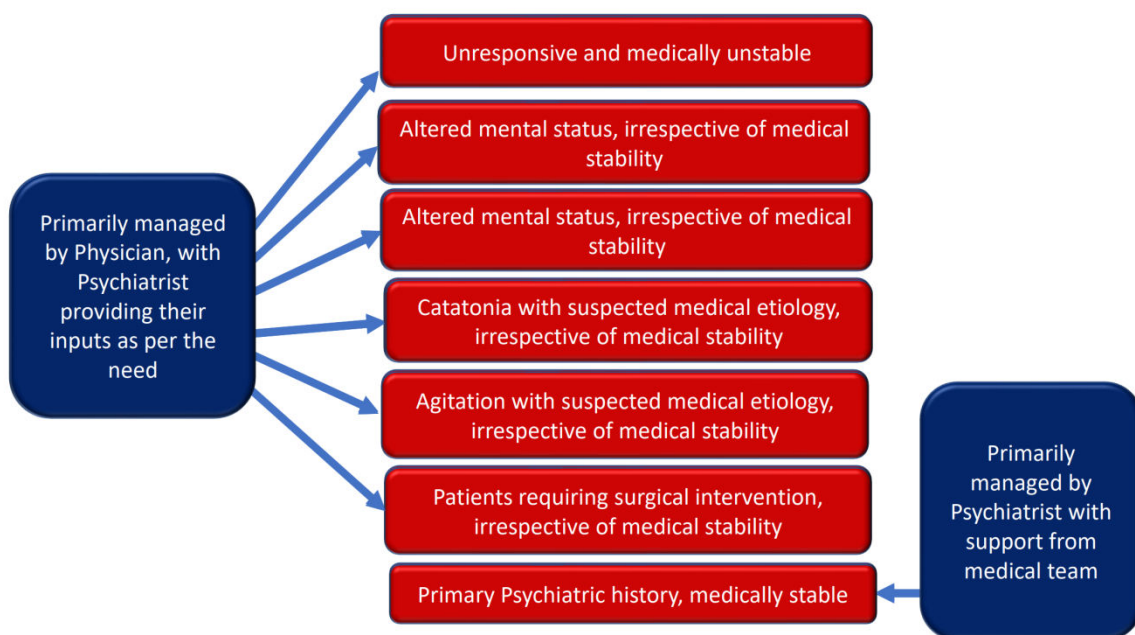 Unresponsive and medically unstable
Altered mental status, irrespective of medical
stability
Primarily managed
by Physician, with
Psychiatrist
providing their
inputs as per the
need
Altered mental status, irrespective of medical
stability
Catatonia with suspected medical etiology,
irrespective of medical stability
Agitation with suspected medical etiology,
irrespective of medical stability
Patients requiring surgical intervention,
irrespective of medical stability
Primary Psychiatric history, medically stable
Primarily
managed by
Psychiatrist with
support from
medical team